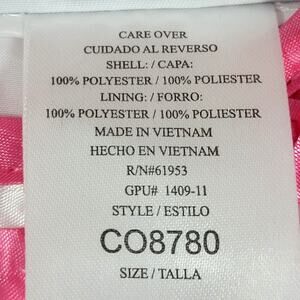 CARE OVER
CUIDADO AL REVERSO
SHELL: / CAPA:
100% POLYESTER / 100% POLIESTER
LINING: / FORRO:
100% POLYESTER / 100% POLIESTER
MADE IN VIETNAM
HECHO EN VIETNAM
R/N#61953
GPU# 1409-11
STYLE / ESTILO
CO8780
SIZE / TALLA